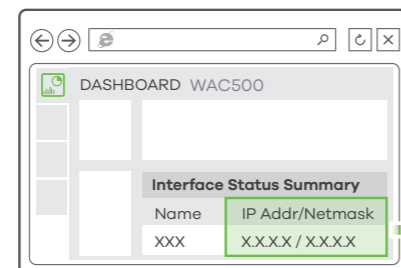 DASHBOARD WAC500
Interface Status Summary
Name IP Addr/Netmask
XXX X.X.X.X / X.X.X.X